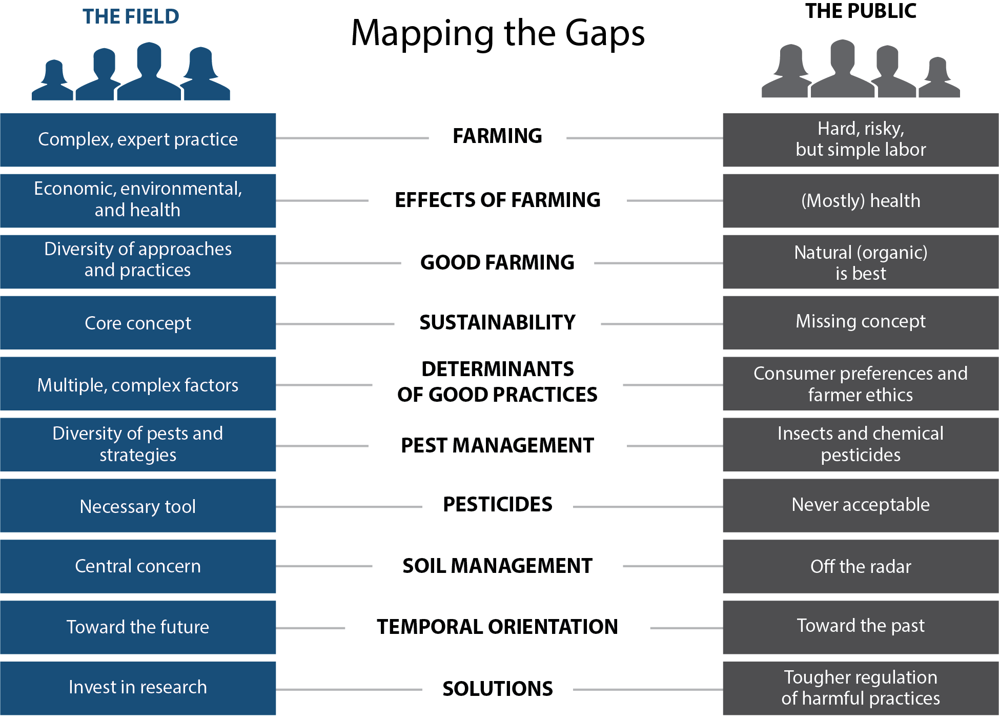 THE FIELD
Mapping the Gaps
THE PUBLIC
Complex, expert practice
FARMING
Hard, risky,
but simple labor
Economic, environmental,
and health
EFFECTS OF FARMING
(Mostly) health
Diversity of approaches
and practices
GOOD FARMING
Natural (organic)
is best
Core concept
SUSTAINABILITY
Missing concept
Multiple, complex factors
DETERMINANTS
OF GOOD PRACTICES
Consumer preferences and
farmer ethics
Diversity of pests and
strategies
PEST MANAGEMENT
Insects and chemical
pesticides
Necessary tool
PESTICIDES
Never acceptable
Central concern
SOIL MANAGEMENT
Off the radar
Toward the future
TEMPORAL ORIENTATION
Toward the past
Invest in research
SOLUTIONS
Tougher regulation
of harmful practices